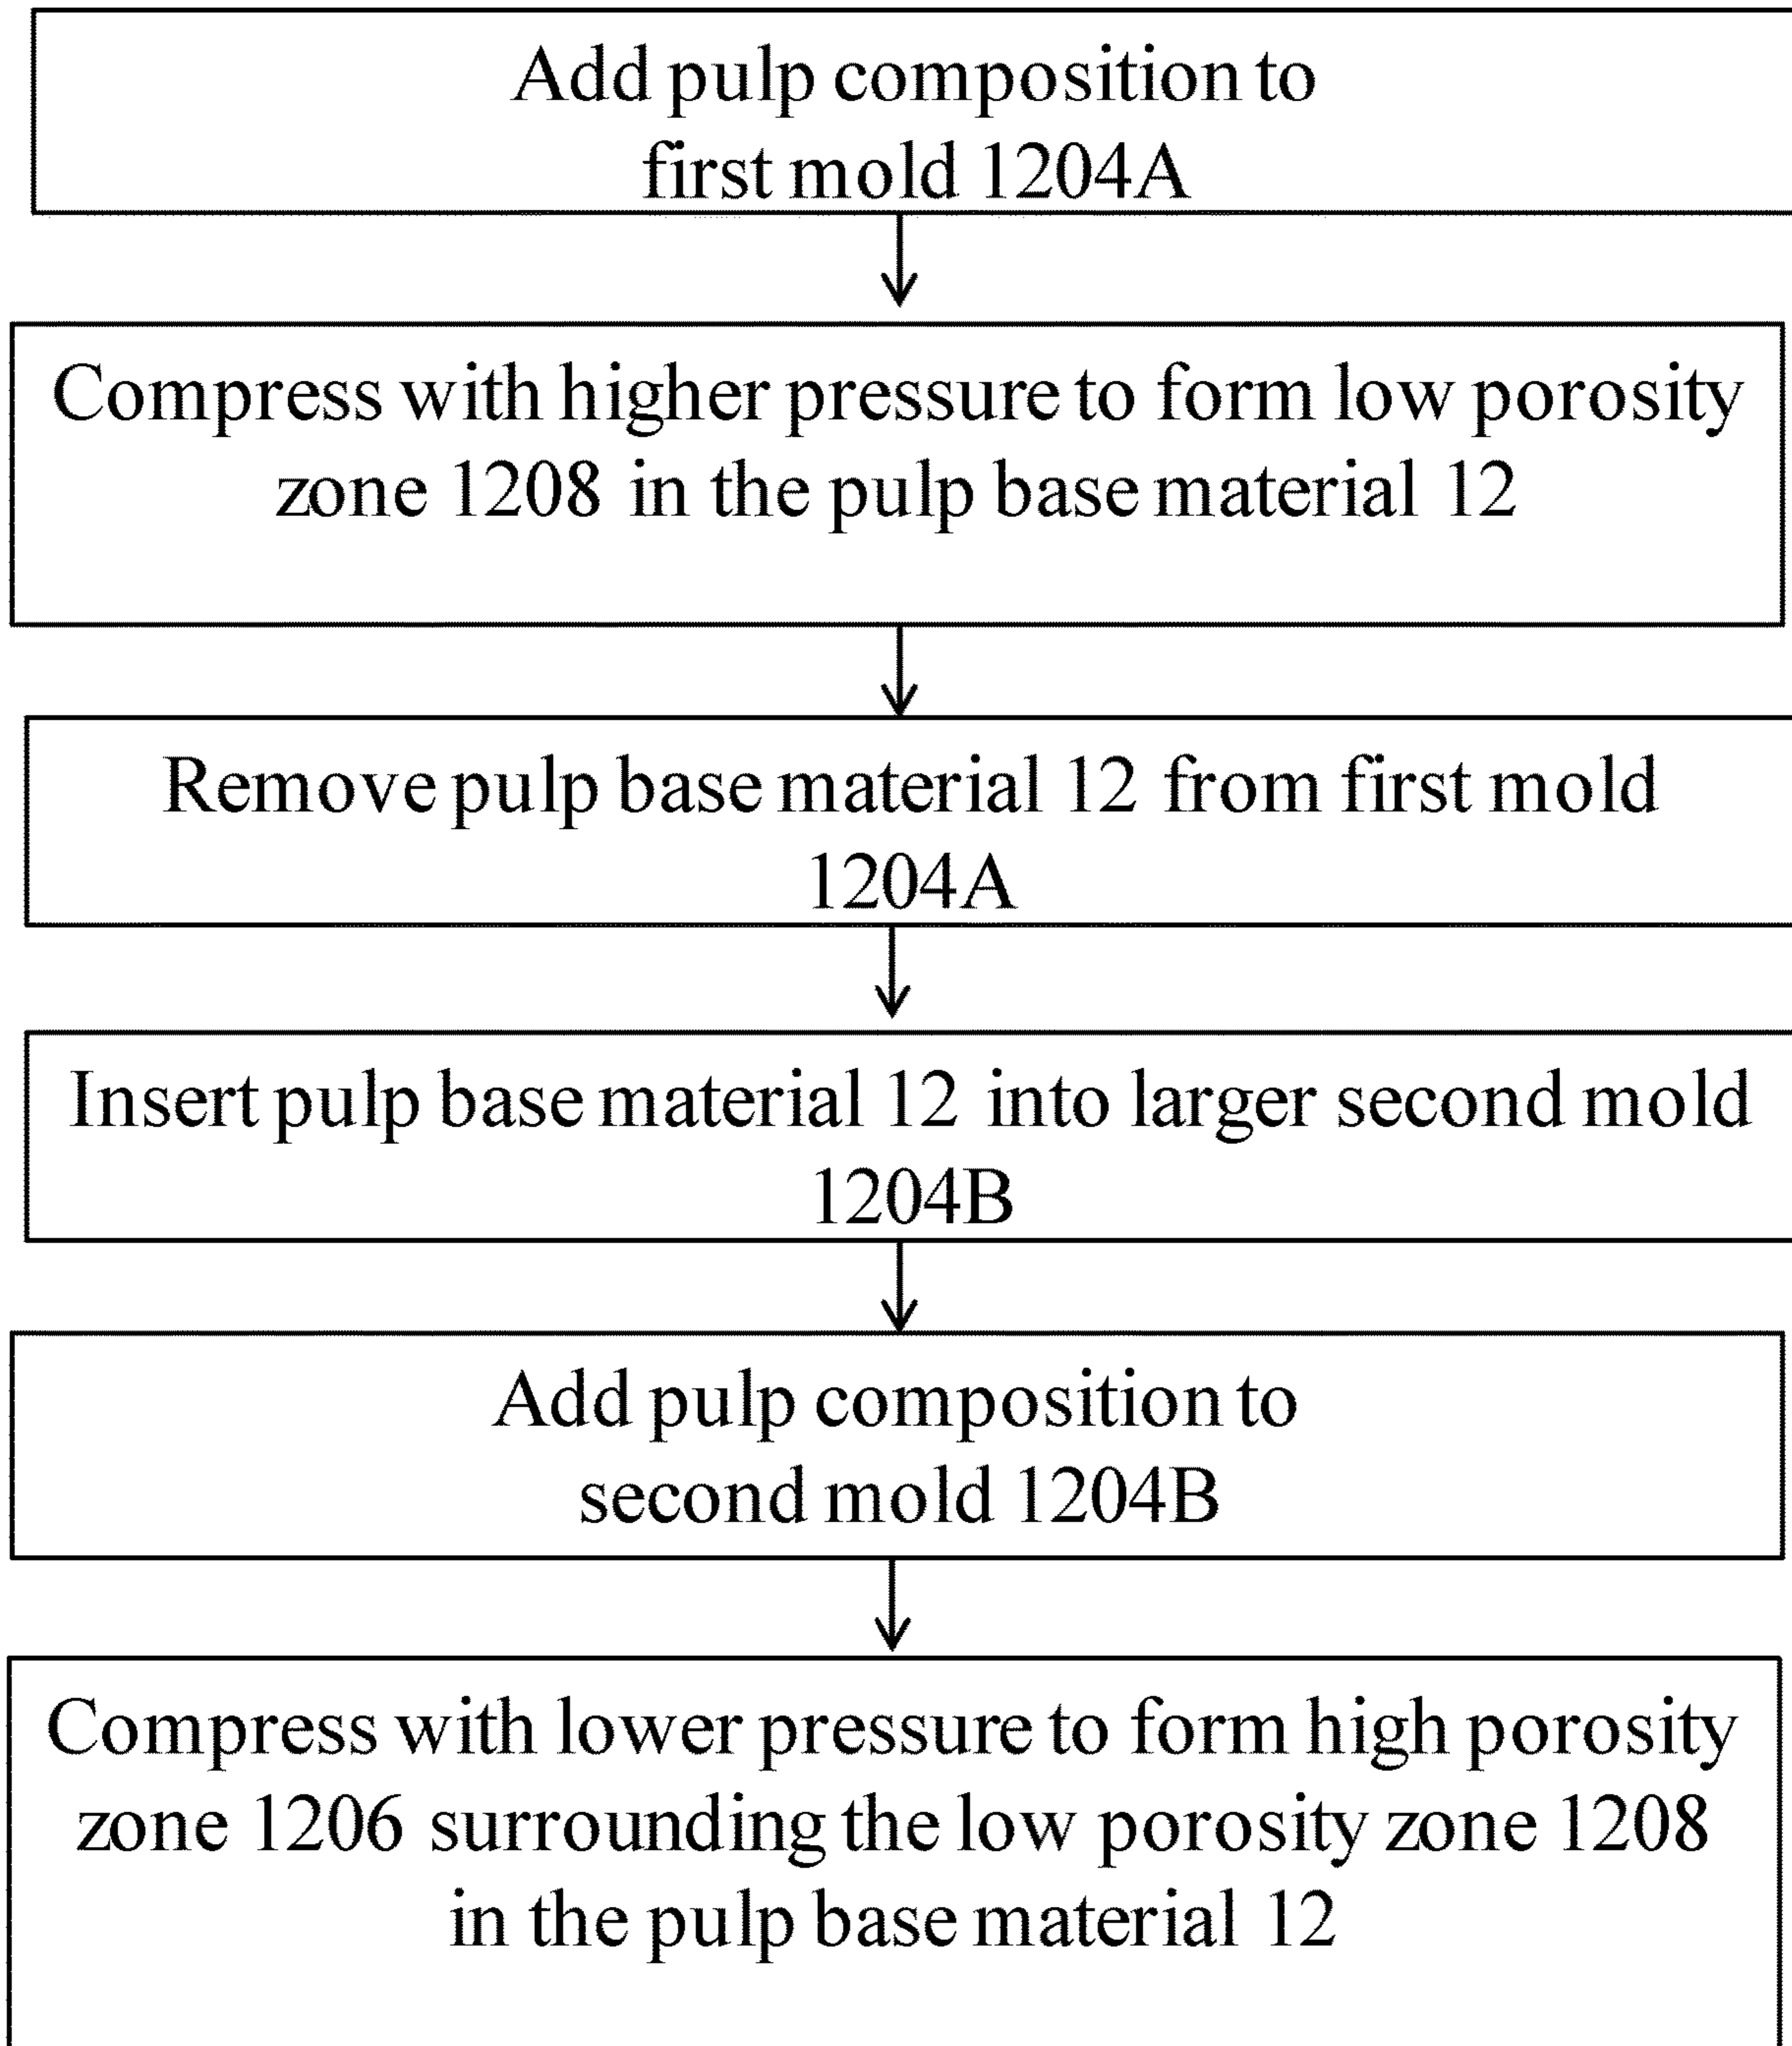 Add pulp composition to
first mold 1204A
Compress with higher pressure to form low porosity
zone 1208 in the pulp base material 12
Remove pulp base material 12 from first mold
1204A
Insert pulp base material 12 into larger second mold
1204B
Add pulp composition to
second mold 1204B
Compress with lower pressure to form high porosity
zone 1206 surrounding the low porosity zone 1208
in the pulp base material 12